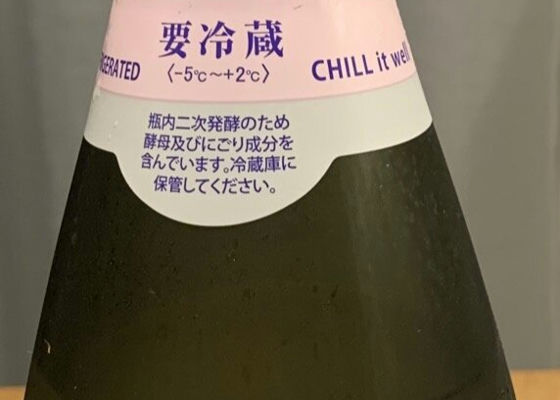 要冷蔵
GERATED 〈-5℃～+2℃〉 CHILL it well
瓶内二次発酵のため
酵母及びにごり成分を
含んでいます。冷蔵庫に
保管してください。